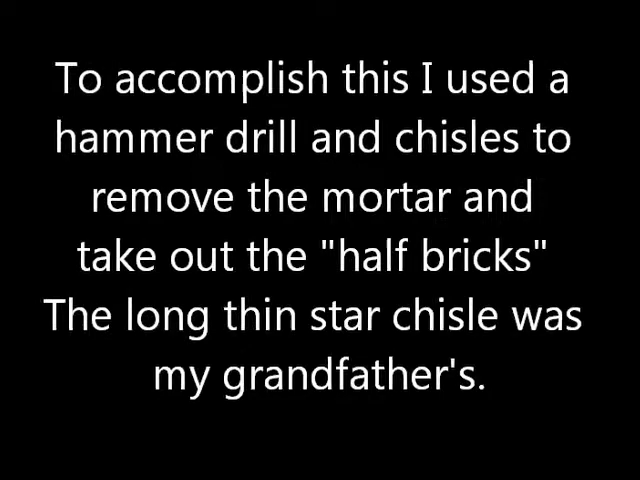 To accomplish this I used a
hammer drill and chisles to
remove the mortar and
take out the "half bricks"
The long thin star chisle was
my grandfather's.